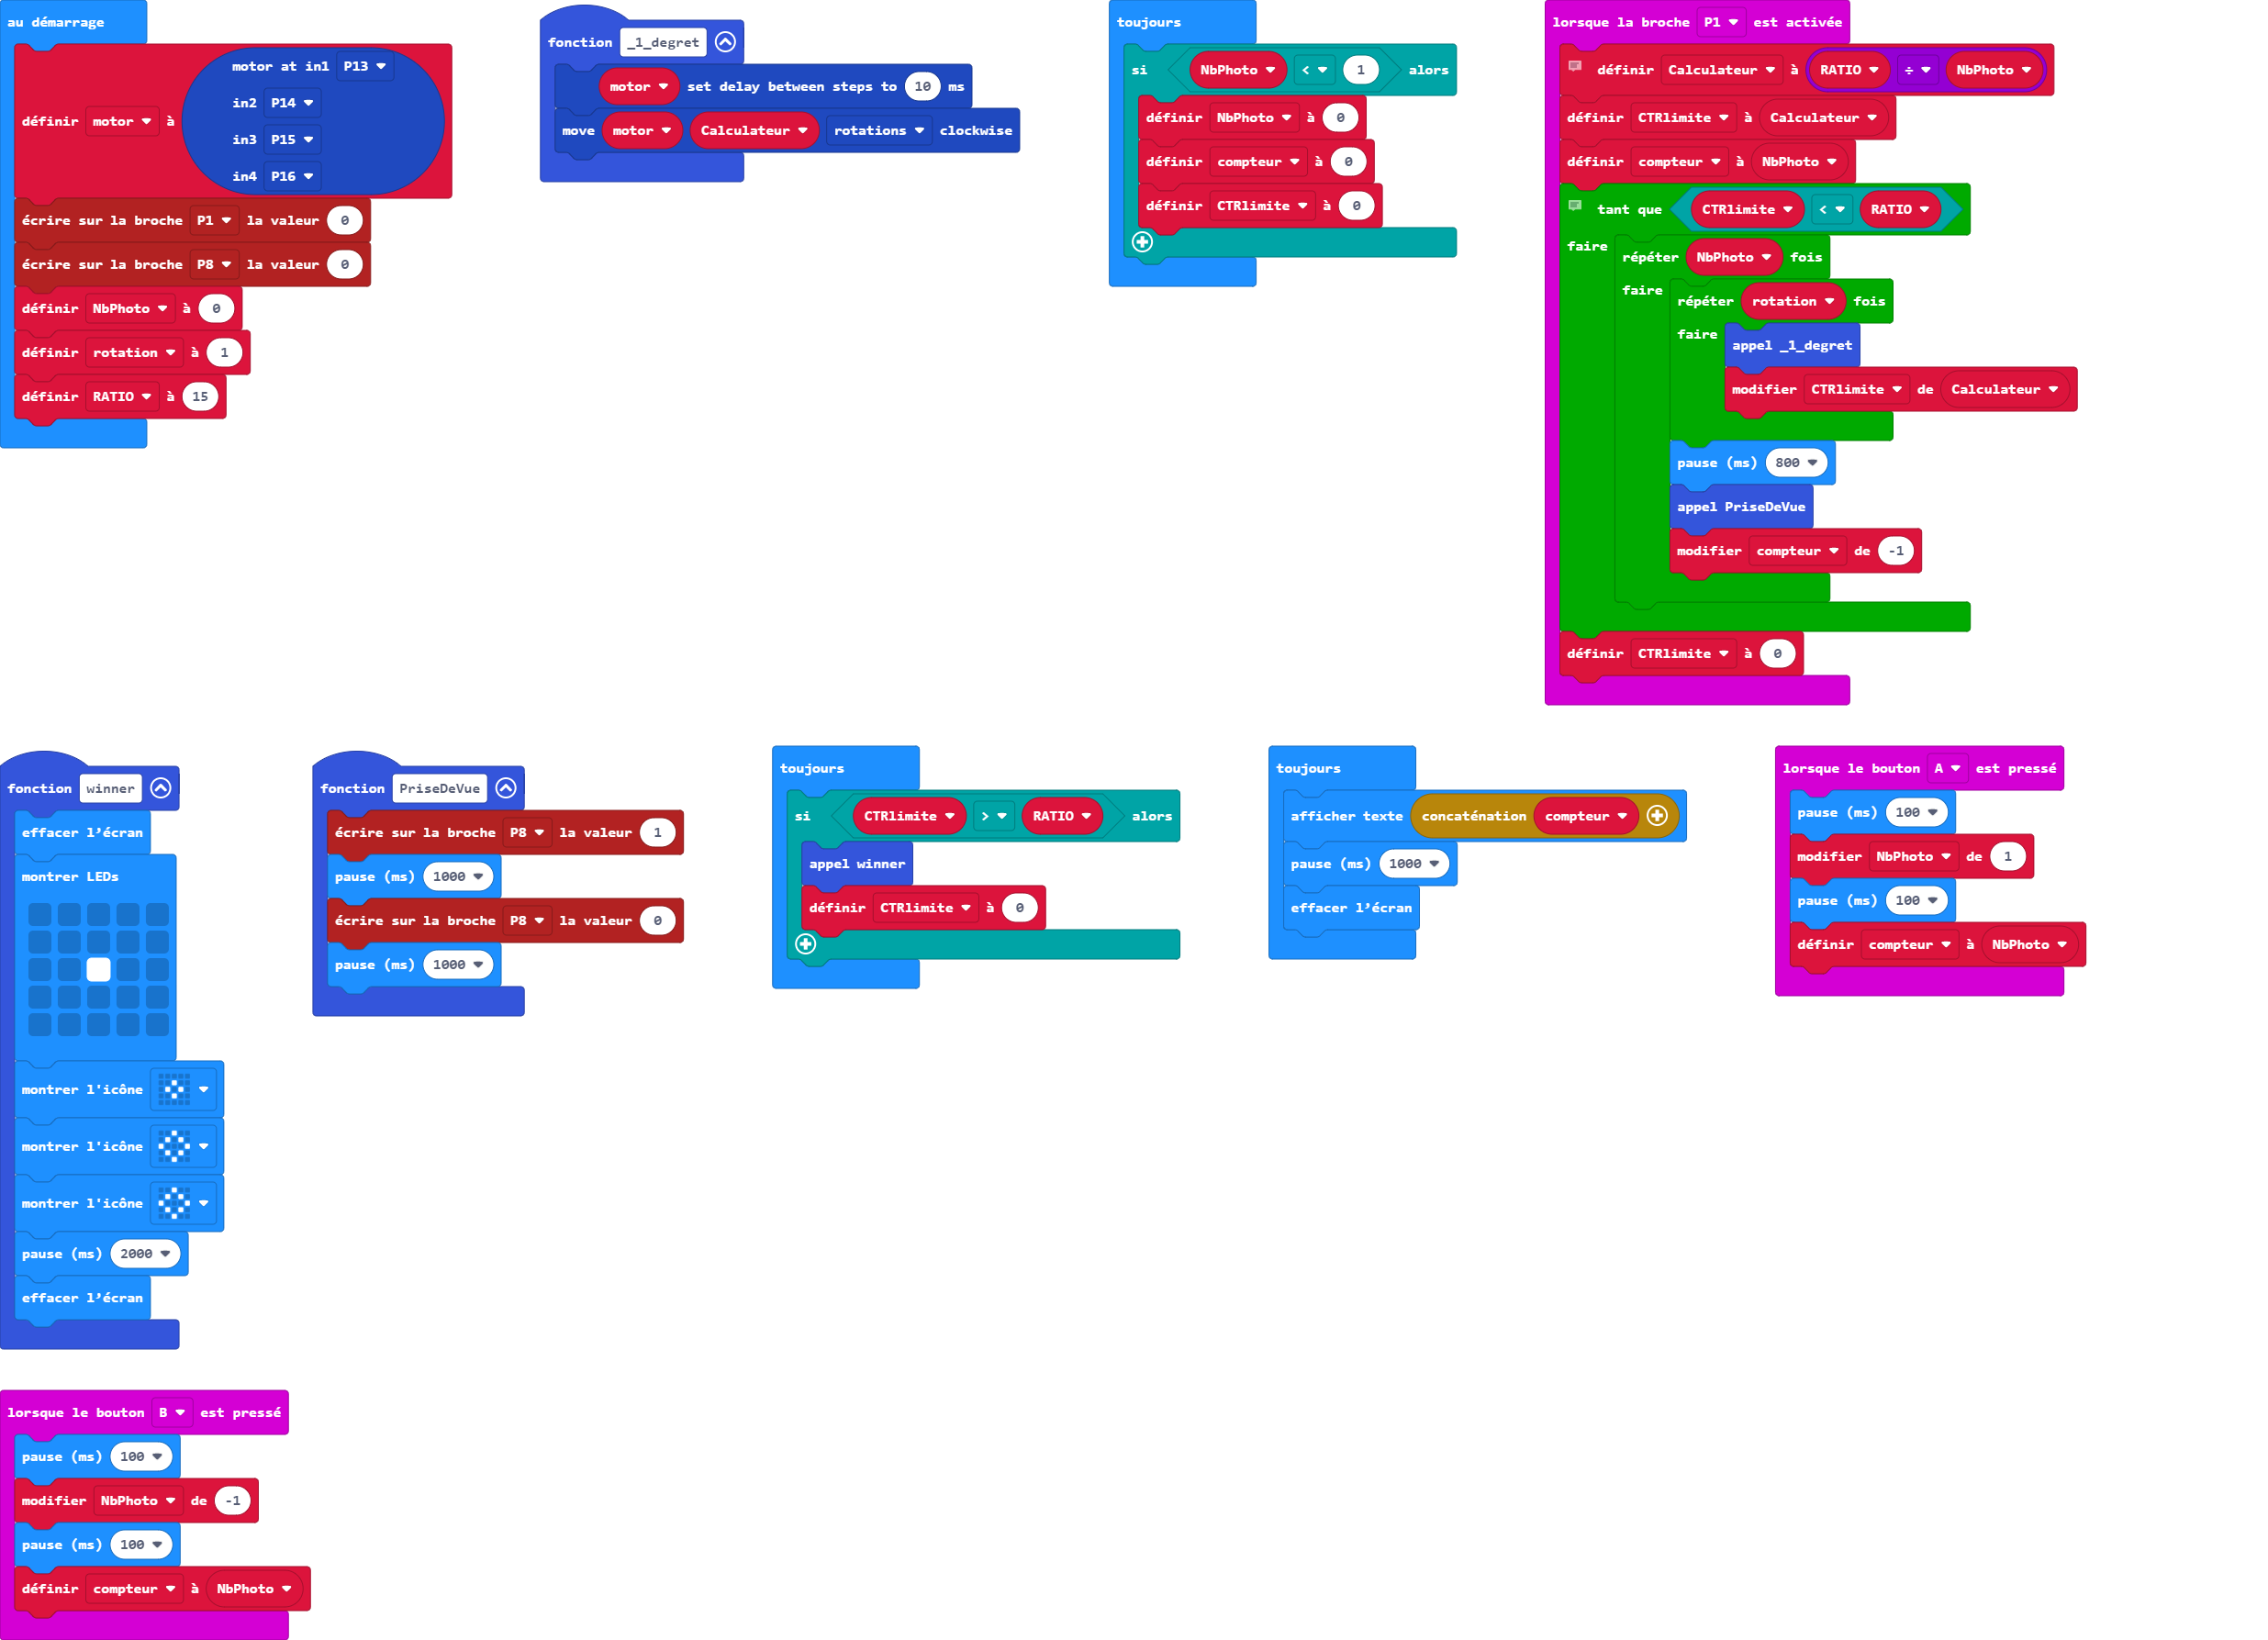 au démarrage
définir motor à motor at in1 P13
in2 P14
in3 P15
in4 P16
écrire sur la broche P1 la valeur 0
écrire sur la broche P8 la valeur 0
définir NbPhoto à 0
définir rotation à 1
définir RATIO à 15
fonction _1_degret
motor set delay between steps to 10 ms
move motor Calculateur rotations clockwise
toujours
si NbPhoto < 1 alors
définir NbPhoto à 0
définir compteur à 0
définir CTRlimite à 0
lorsque la broche P1 est activée
définir Calculateur à RATIO ÷ NbPhoto
définir CTRlimite à Calculateur
définir compteur à NbPhoto
tant que CTRlimite < RATIO
faire
répéter NbPhoto fois
faire
répéter rotation fois
faire
appel _1_degret
modifier CTRlimite de Calculateur
pause (ms) 800
appel PriseDeVue
modifier compteur de -1
définir CTRlimite à 0
fonction winner
effacer l’écran
montrer LEDs
montrer l'icône
montrer l'icône
montrer l'icône
pause (ms) 2000
effacer l’écran
fonction PriseDeVue
écrire sur la broche P8 la valeur 1
pause (ms) 1000
écrire sur la broche P8 la valeur 0
pause (ms) 1000
toujours
si CTRlimite > RATIO alors
appel winner
définir CTRlimite à 0
toujours
afficher texte concaténation compteur
pause (ms) 1000
effacer l’écran
lorsque le bouton A est pressé
pause (ms) 100
modifier NbPhoto de 1
pause (ms) 100
définir compteur à NbPhoto
lorsque le bouton B est pressé
pause (ms) 100
modifier NbPhoto de -1
pause (ms) 100
définir compteur à NbPhoto